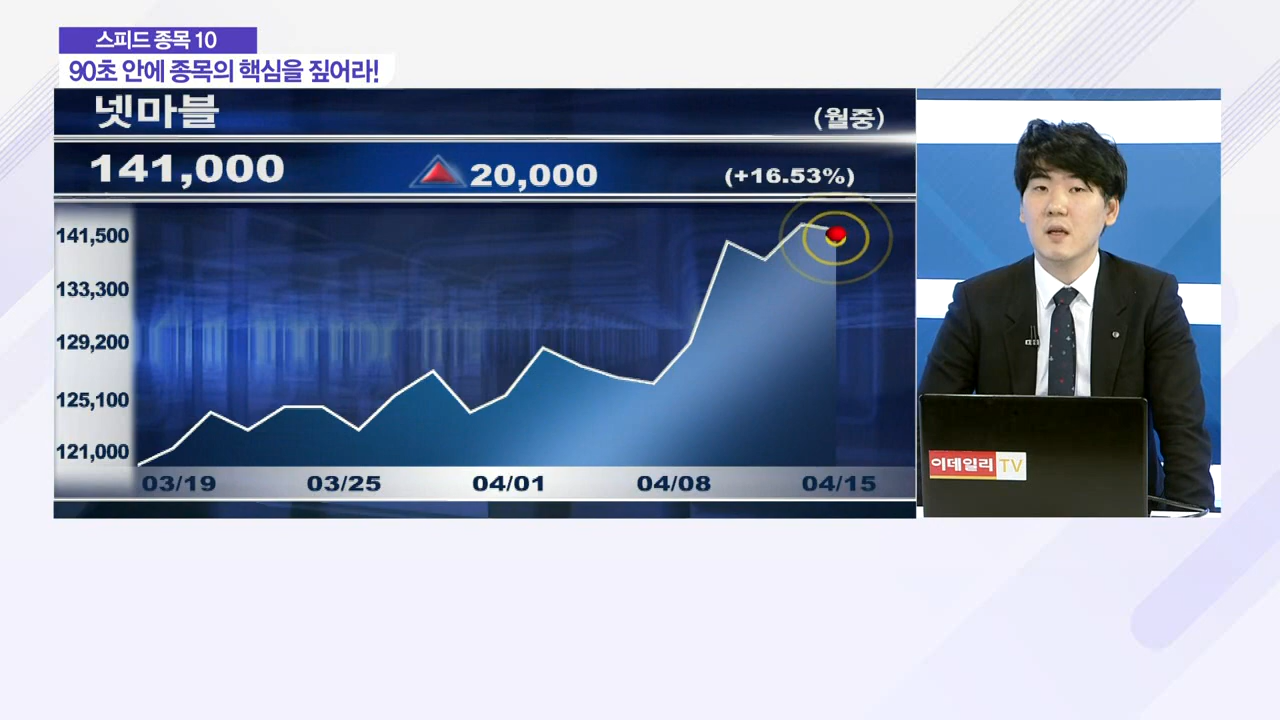 스피드 종목 10
90초 안에 종목의 핵심을 짚어라!
넷마블
(월중)
141,000
20,000
(+16.53%)
141,500
133,300
129,200
125,100
121,000
03/19
03/25
04/01
04/08
04/15
이데일리 TV